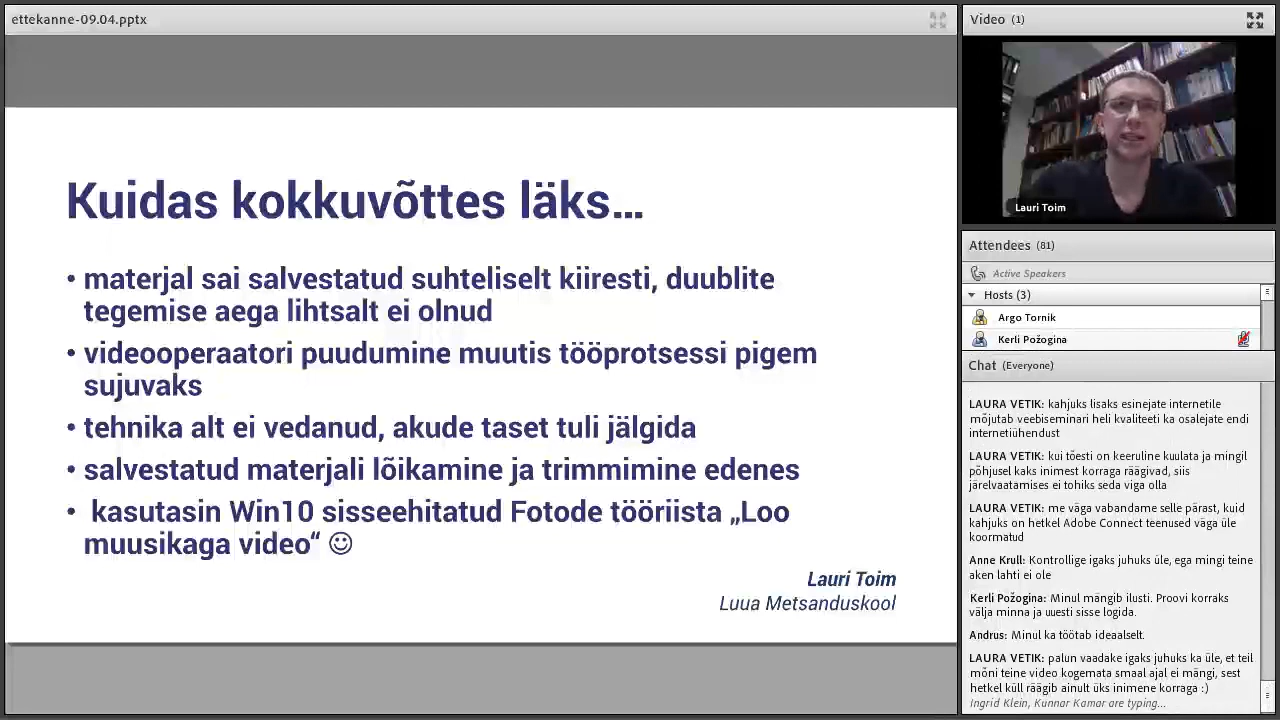 ettekanne-09.04.pptx
Kuidas kokkuvõttes läks...
• materjal sai salvestatud suhteliselt kiiresti, duublite
tegemise aega lihtsalt ei olnud
• videooperaatori puudumine muutis tööprotsessi pigem
sujuvaks
• tehnika alt ei vedanud, akude taset tuli jälgida
• salvestatud materjali lõikamine ja trimmimine edenes
• kasutasin Win10 sisseehitatud Fotode tööriista „Loo
muusikaga video“ ☺
Lauri Toim
Luua Metsanduskool
Video (1)
Lauri Toim
Attendees (81)
Active Speakers
Hosts (3)
Argo Tornik
Kerli Požogina
Chat (Everyone)
LAURA VETIK: kahjuks lisaks esinejate internetile
mõjutab veebiseminari heli kvaliteeti ka osalejate endi
internetiühendust
LAURA VETIK: kui tõesti on keeruline kuulata ja mingil
põhjusel kaks inimest korraga räägivad, siis
järelvaatamises ei tohiks seda viga olla
LAURA VETIK: me väga vabandame selle pärast, kuid
kahjuks on hetkel Adobe Connect teenused väga üle
koormatud
Anne Krull: Kontrollige igaks juhuks üle, ega mingi teine
aken lahti ei ole
Kerli Požogina: Minul mängib ilusti. Proovi korraks
välja minna ja uuesti sisse logida.
Andrus: Minul ka töötab ideaalselt.
LAURA VETIK: palun vaadake igaks juhuks ka üle, et teil
mõni teine video kogemata smaal ajal ei mängi, sest
hetkel küll räägib ainult üks inimene korraga :)
Ingrid Klein, Kunnar Kamar are typing...